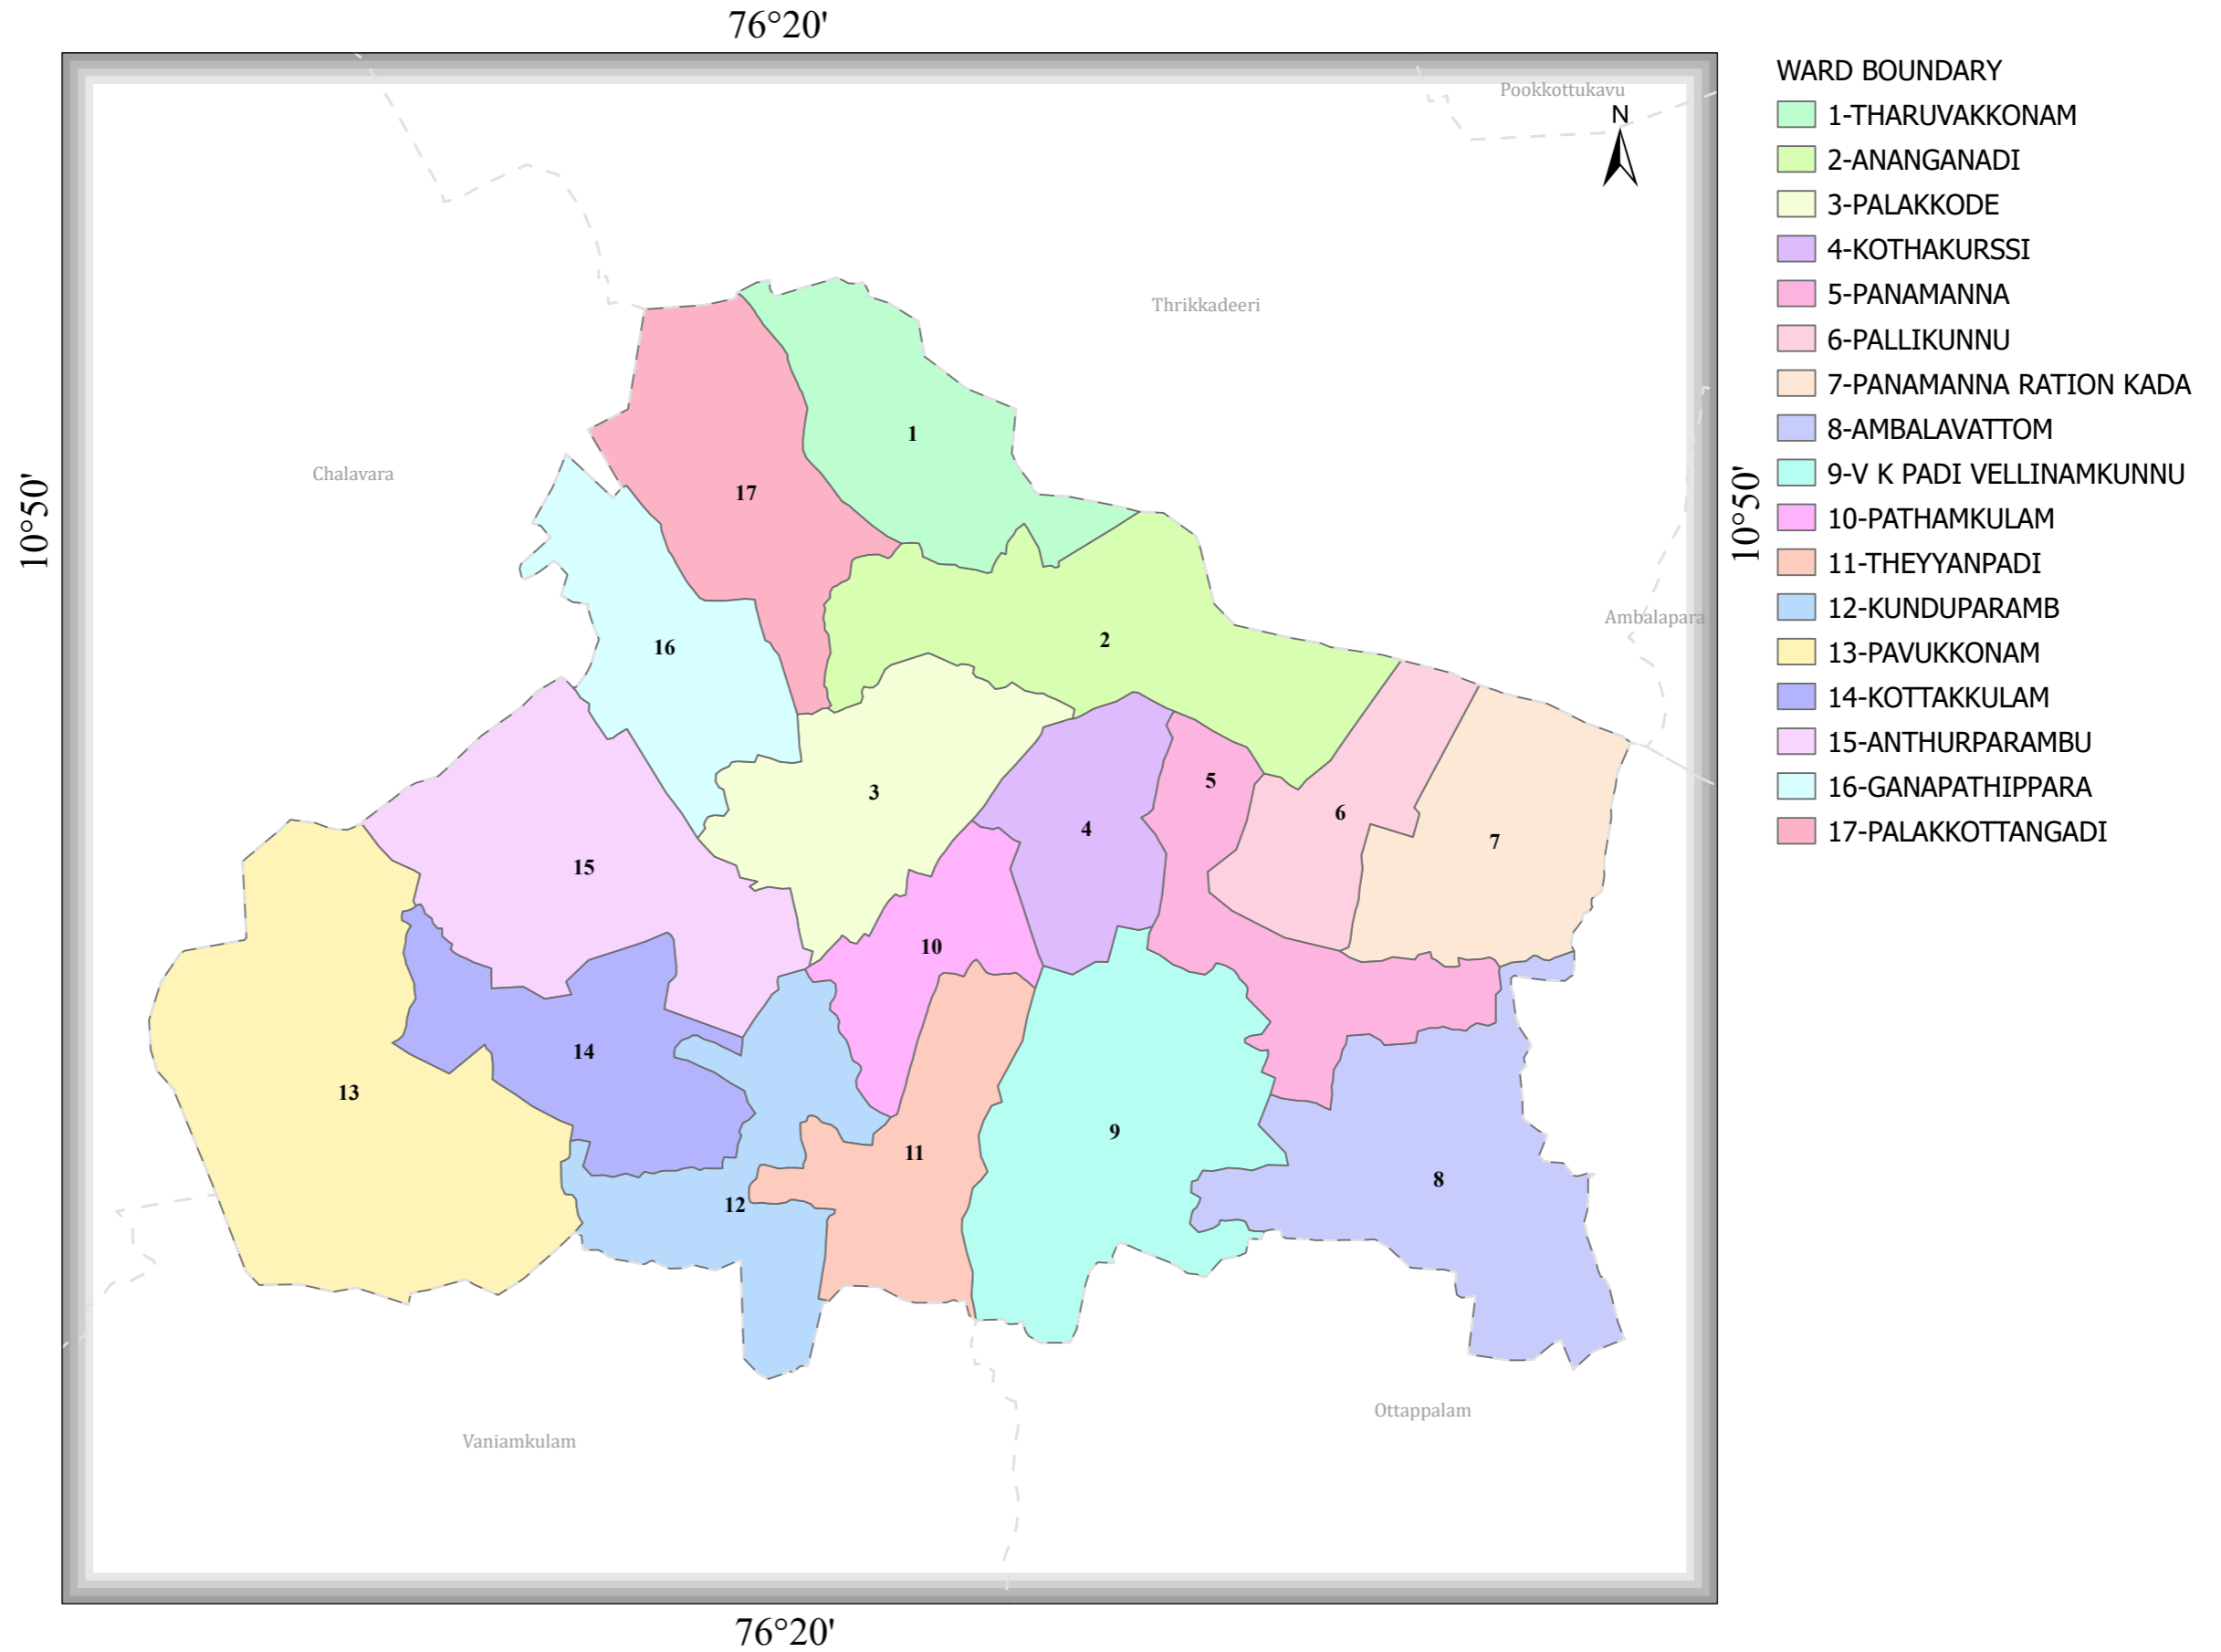 76°20'
Pookkottukavu
N
Thrikkadeeri
1
Chalavara
17
10°50'
10°50'
Ambalapara
2
16
5
3
6
4
7
15
10
14
13
9
11
8
12
Ottappalam
Vaniamkulam
76°20'
WARD BOUNDARY
1-THARUVAKKONAM
2-ANANGANADI
3-PALAKKODE
4-KOTHAKURSSI
5-PANAMANNA
6-PALLIKUNNU
7-PANAMANNA RATION KADA
8-AMBALAVATTOM
9-V K PADI VELLINAMKUNNU
10-PATHAMKULAM
11-THEYYANPADI
12-KUNDUPARAMB
13-PAVUKKONAM
14-KOTTAKKULAM
15-ANTHURPARAMBU
16-GANAPATHIPPARA
17-PALAKKOTTANGADI